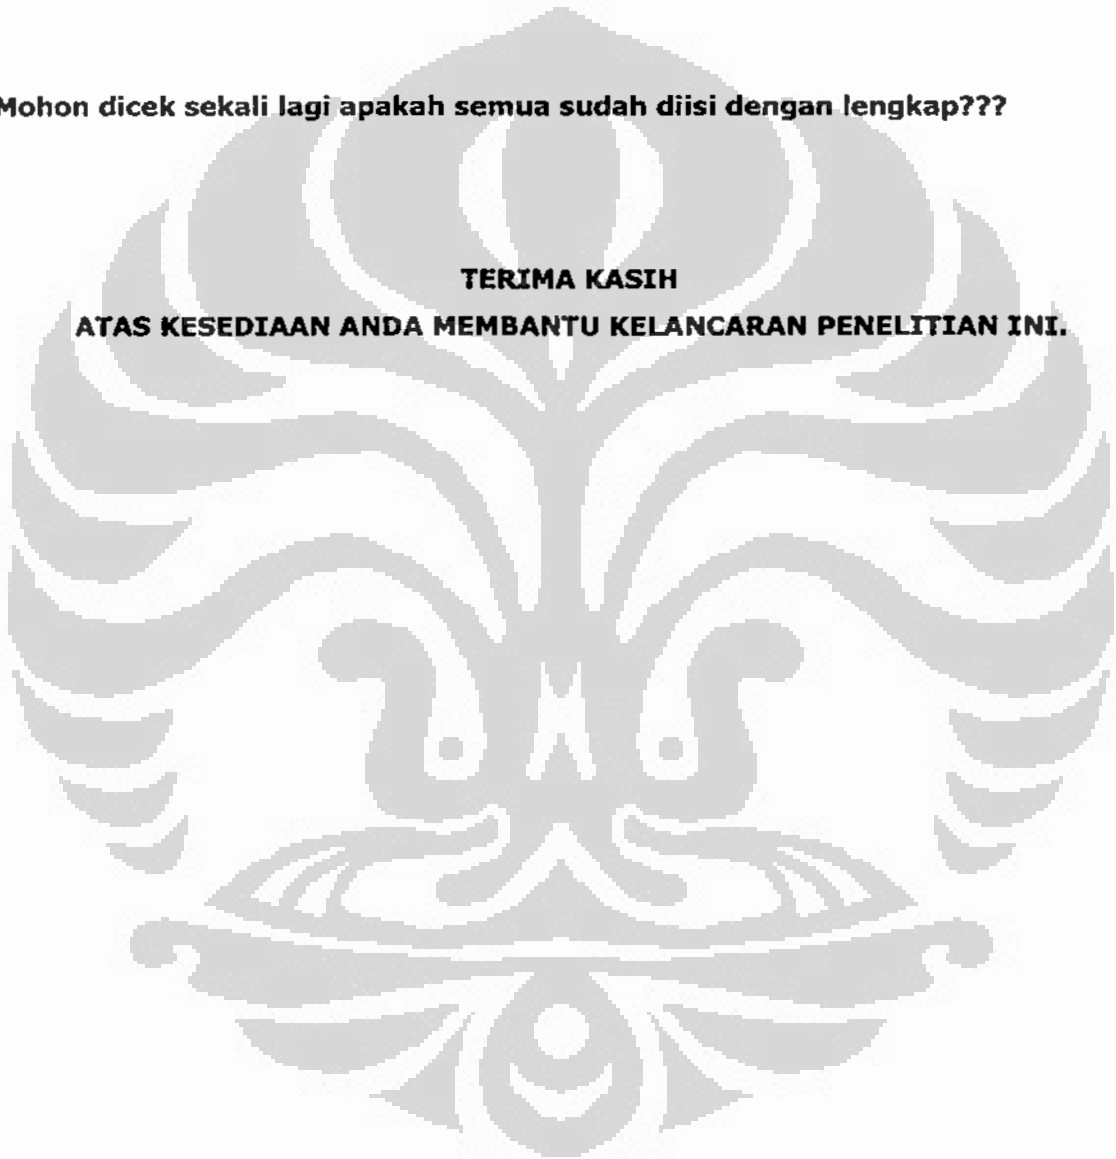 Mohon dicek sekali lagi apakah semua sudah diisi dengan lengkap???
TERIMA KASIH
ATAS KESEDIAAN ANDA MEMBANTU KELANCARAN PENELITIAN INI.